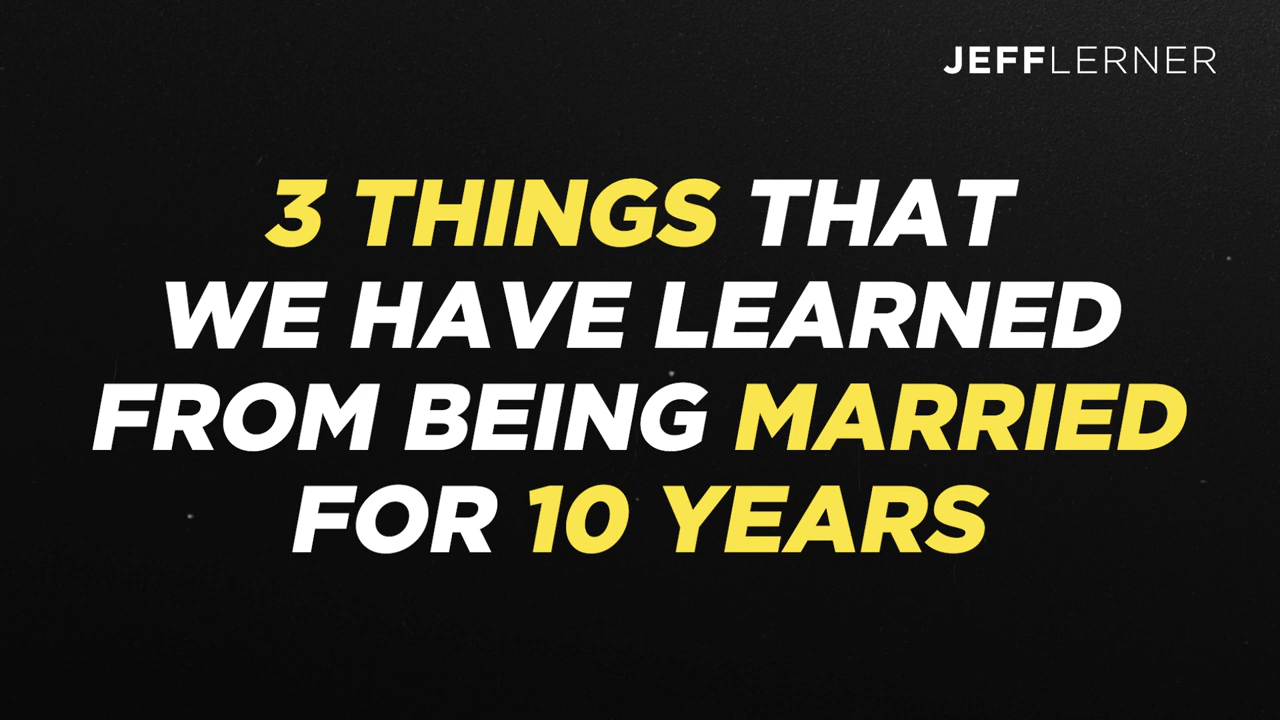 JEFFLERNER
3 THINGS THAT
WE HAVE LEARNED
FROM BEING MARRIED
FOR 10 YEARS